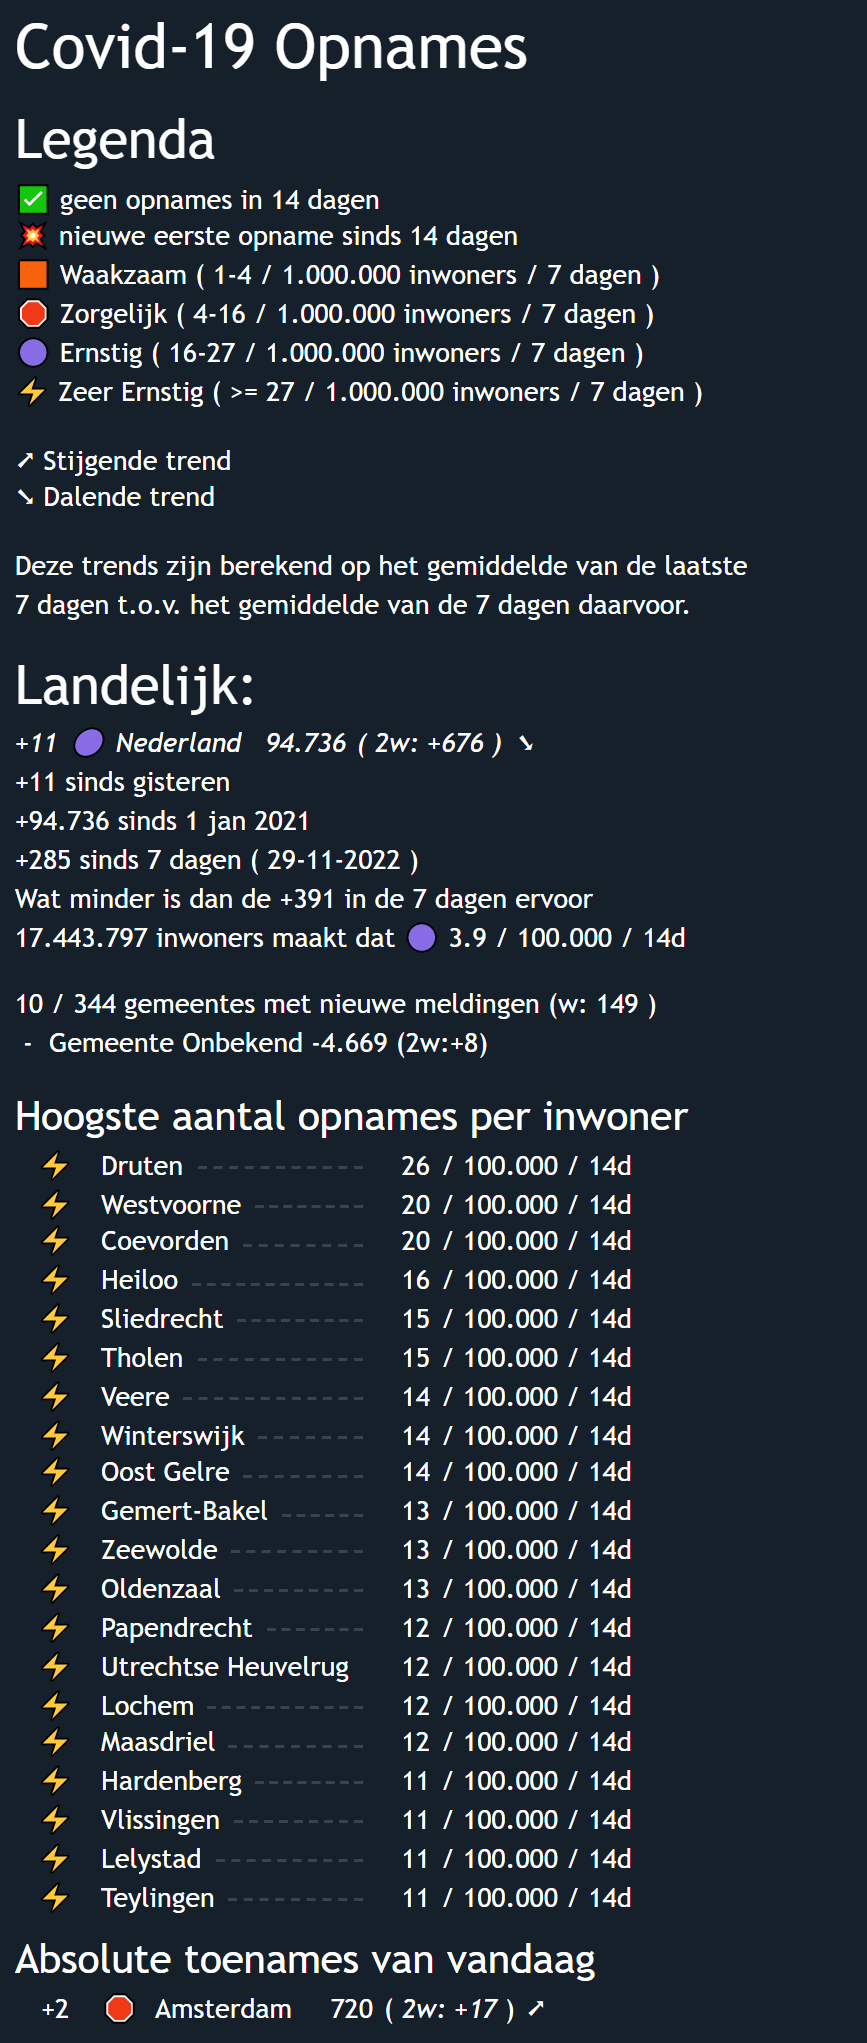 Covid-19 Opnames
Legenda
✅ geen opnames in 14 dagen
💥 nieuwe eerste opname sinds 14 dagen
🟧 Waakzaam ( 1-4 / 1.000.000 inwoners / 7 dagen )
🛑 Zorgelijk ( 4-16 / 1.000.000 inwoners / 7 dagen )
🟣 Ernstig ( 16-27 / 1.000.000 inwoners / 7 dagen )
⚡ Zeer Ernstig ( >= 27 / 1.000.000 inwoners / 7 dagen )
➚ Stijgende trend
➘ Dalende trend
Deze trends zijn berekend op het gemiddelde van de laatste
7 dagen t.o.v. het gemiddelde van de 7 dagen daarvoor.
Landelijk:
+11 🟣 Nederland 94.736 ( 2w: +676 ) ➘
+11 sinds gisteren
+94.736 sinds 1 jan 2021
+285 sinds 7 dagen ( 29-11-2022 )
Wat minder is dan de +391 in de 7 dagen ervoor
17.443.797 inwoners maakt dat 🟣 3.9 / 100.000 / 14d
10 / 344 gemeentes met nieuwe meldingen (w: 149 )
- Gemeente Onbekend -4.669 (2w:+8)
Hoogste aantal opnames per inwoner
⚡ Druten ------------ 26 / 100.000 / 14d
⚡ Westvoorne -------- 20 / 100.000 / 14d
⚡ Coevorden --------- 20 / 100.000 / 14d
⚡ Heiloo ------------- 16 / 100.000 / 14d
⚡ Sliedrecht --------- 15 / 100.000 / 14d
⚡ Tholen ------------ 15 / 100.000 / 14d
⚡ Veere ------------- 14 / 100.000 / 14d
⚡ Winterswijk -------- 14 / 100.000 / 14d
⚡ Oost Gelre --------- 14 / 100.000 / 14d
⚡ Gemert-Bakel ------ 13 / 100.000 / 14d
⚡ Zeewolde ---------- 13 / 100.000 / 14d
⚡ Oldenzaal ---------- 13 / 100.000 / 14d
⚡ Papendrecht ------- 12 / 100.000 / 14d
⚡ Utrechtse Heuvelrug 12 / 100.000 / 14d
⚡ Lochem ----------- 12 / 100.000 / 14d
⚡ Maasdriel ---------- 12 / 100.000 / 14d
⚡ Hardenberg -------- 11 / 100.000 / 14d
⚡ Vlissingen ---------- 11 / 100.000 / 14d
⚡ Lelystad ----------- 11 / 100.000 / 14d
⚡ Teylingen ---------- 11 / 100.000 / 14d
Absolute toenames van vandaag
+2 🛑 Amsterdam 720 ( 2w: +17 ) ➚